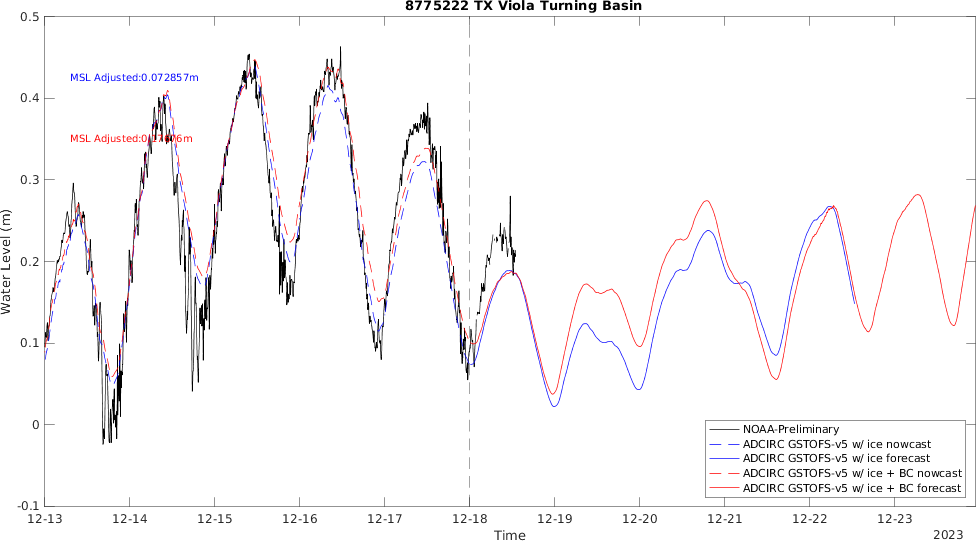 8775222 TX Viola Turning Basin
0.5
0.4
0.3
0.2
0.1
0
-0.1
Water Level (m)
MSL Adjusted:0.072857m
MSL
NOAA-Preliminary
ADCIRC GSTOFS-v5 w/ ice nowcast
ADCIRC GSTOFS-v5 w/ ice forecast
ADCIRC GSTOFS-v5 w/ ice + BC nowcast
ADCIRC GSTOFS-v5 w/ ice + BC forecast
12-13 12-14 12-15 12-16 12-17 12-18 12-19 12-20 12-21 12-22 12-23
Time
2023